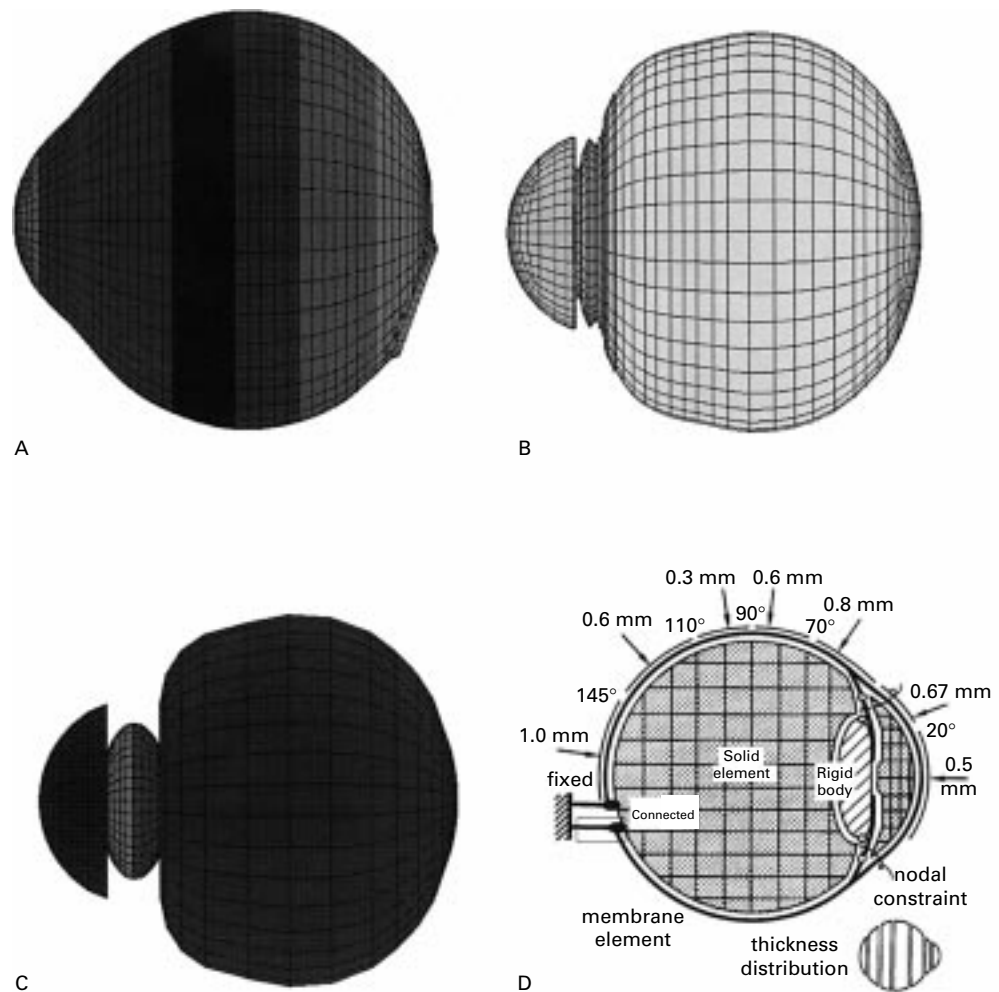 A
B
0.3 mm
0.6 mm
90°
0.8 mm
0.6 mm
110°
70°
145°
0.67 mm
20°
1.0 mm
0.5
mm
fixed
Solid
element
Rigid
body
Connected
nodal
constraint
membrane
element
thickness
distribution
C
D